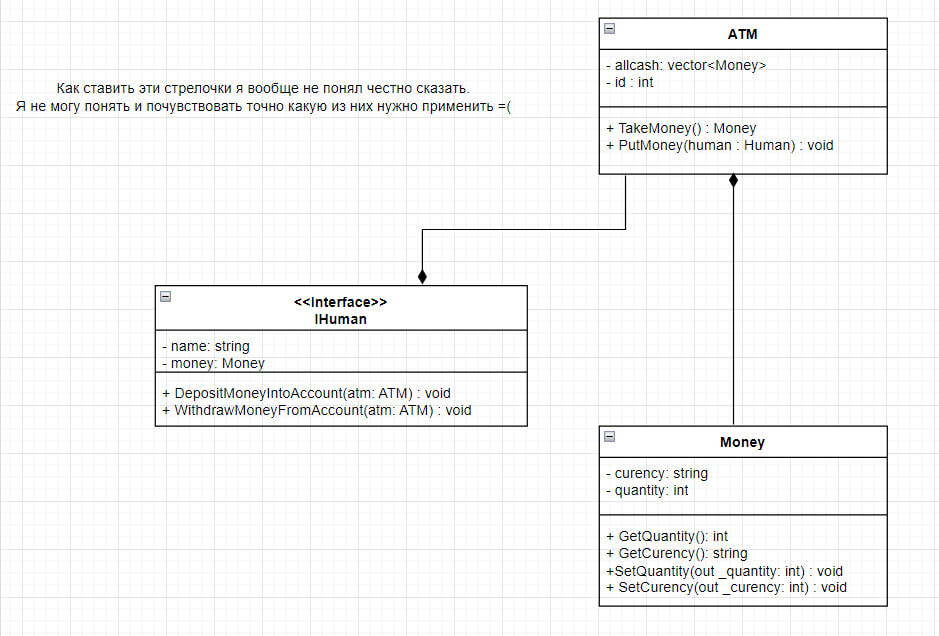 Как ставить эти стрелочки я вообще не понял честно сказать.
Я не могу понять и почувствовать точно какую из них нужно применить =(
ATM
- allcash: vector<Money>
- id : int
+ TakeMoney() : Money
+ PutMoney(human : Human) : void
<<Interface>>
IHuman
- name: string
- money: Money
+ DepositMoneyIntoAccount(atm: ATM) : void
+ WithdrawMoneyFromAccount(atm: ATM) : void
Money
- curency: string
- quantity: int
+ GetQuantity(): int
+ GetCurency(): string
+SetQuantity(out _quantity: int) : void
+ SetCurency(out _curency: int) : void